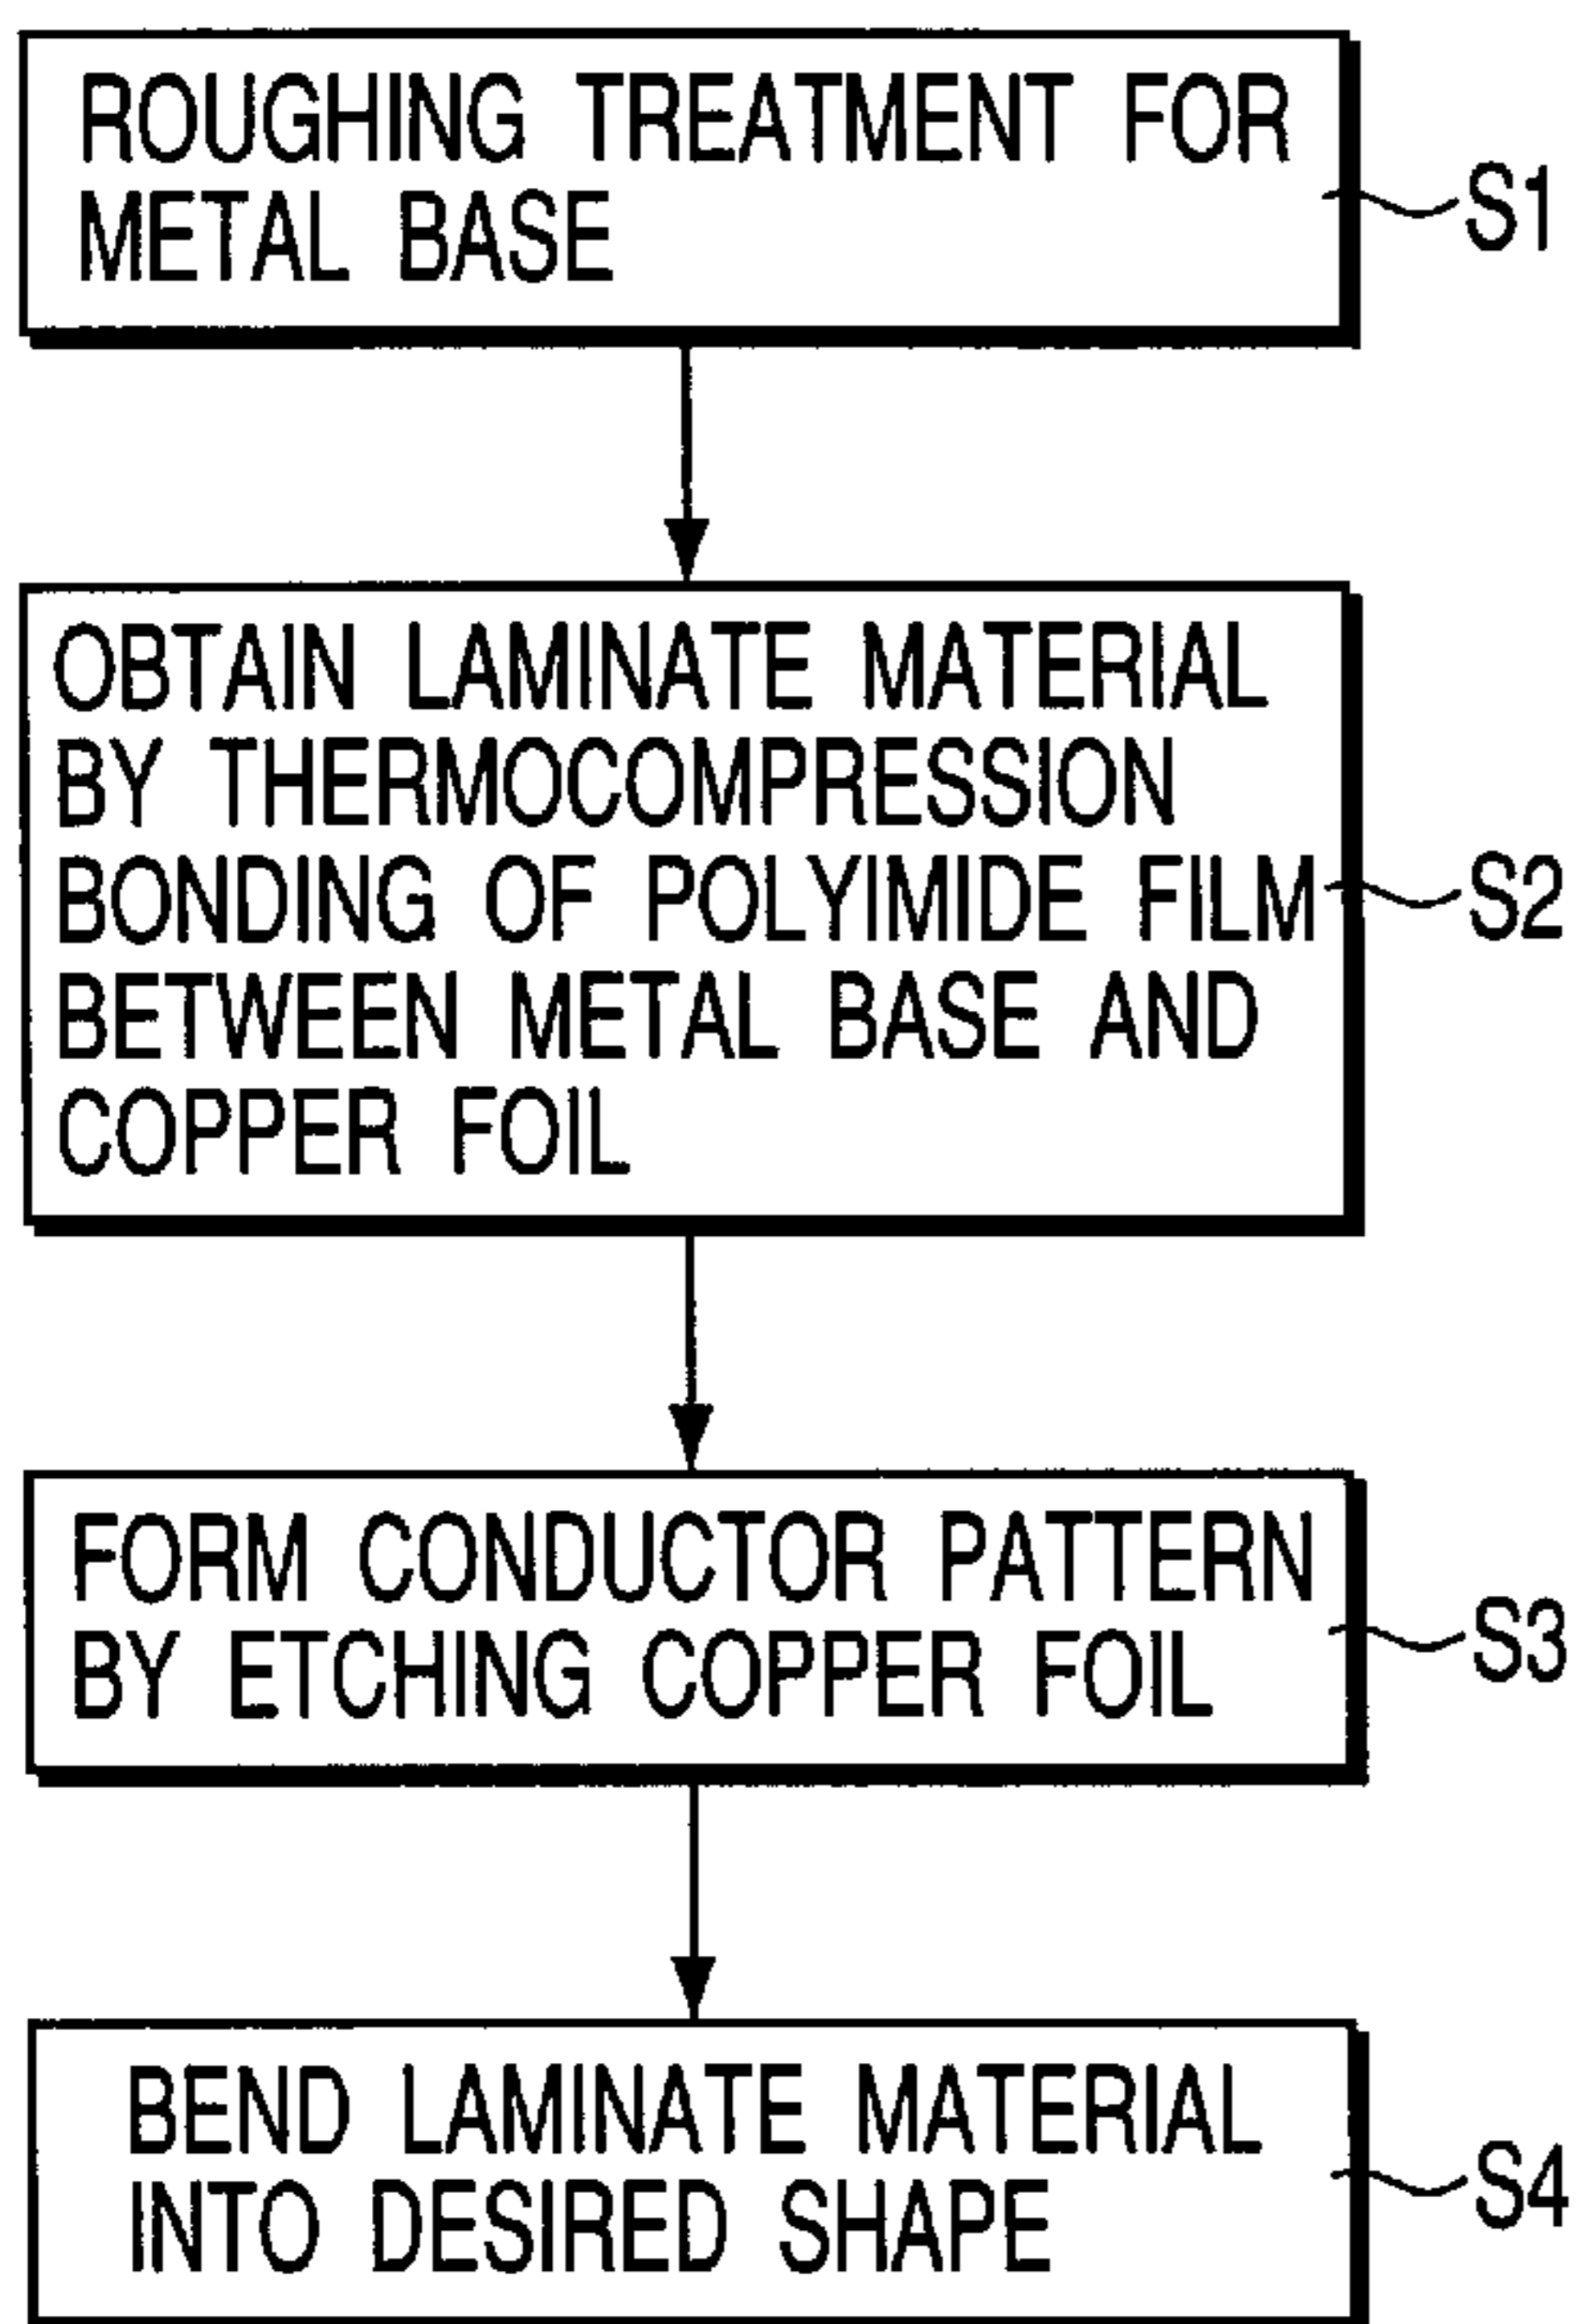 ROUGHING TREATMENT FOR
METAL BASE
S1
OBTAIN LAMINATE MATERIAL
BY THERMOCOMPRESSION
BONDING OF POLYIMIDE FILM
BETWEEN METAL BASE AND
COPPER FOIL
S2
FORM CONDUCTOR PATTERN
BY ETCHING COPPER FOIL
S3
BEND LAMINATE MATERIAL
INTO DESIRED SHAPE
S4